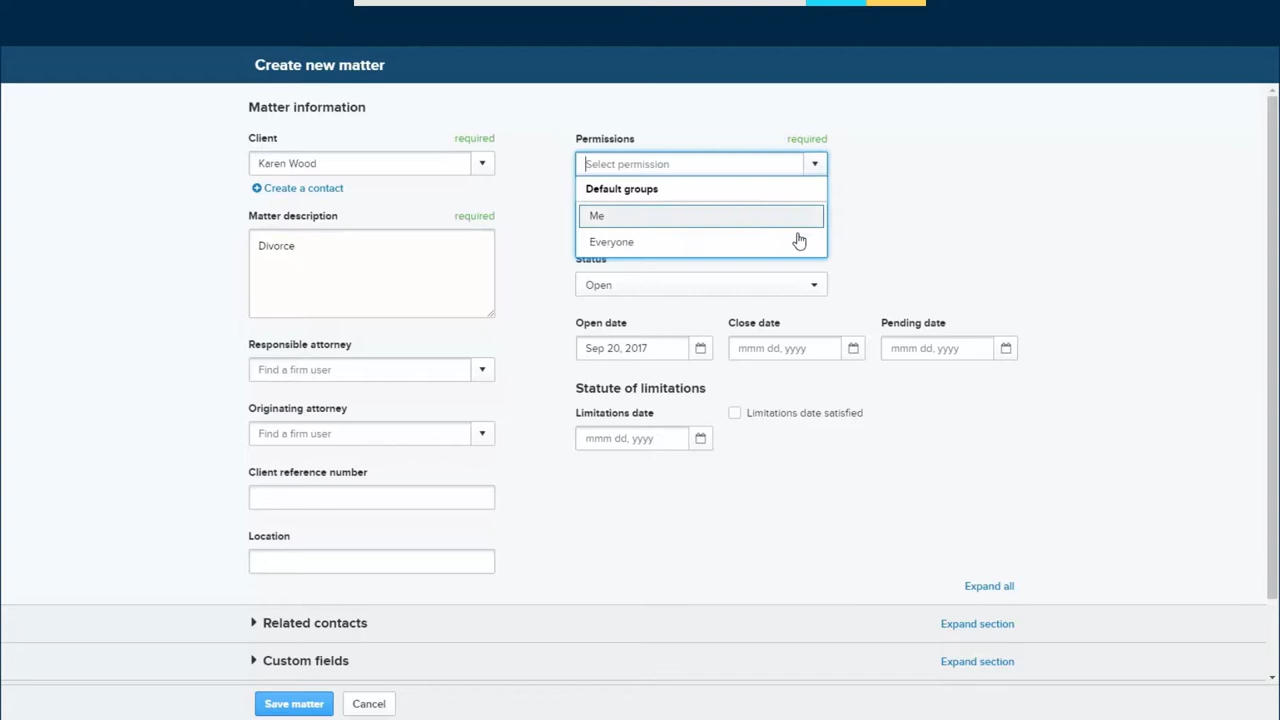 Create new matter
Matter information
Client required
Karen Wood
Create a contact
Matter description required
Divorce
Responsible attorney
Find a firm user
Originating attorney
Find a firm user
Client reference number
Location
Permissions required
Select permission
Default groups
Me
Everyone
Status
Open
Open date Close date Pending date
Sep 20, 2017 mmm dd, yyyy mmm dd, yyyy
Statute of limitations
Limitations date Limitations date satisfied
mmm dd, yyyy
Expand all
Related contacts Expand section
Custom fields Expand section
Save matter Cancel